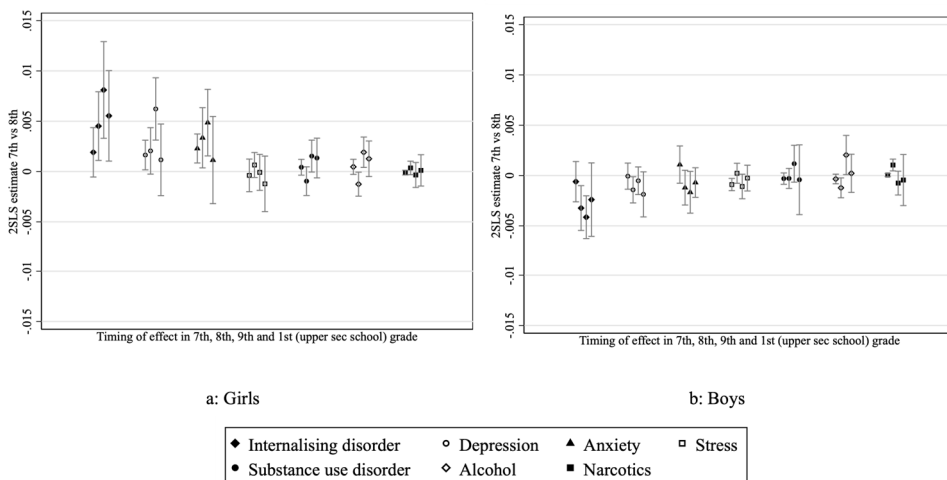 .015
.01
.005
0
-.005
-.01
-.015
2SLS estimate 7th vs 8th
Timing of effect in 7th, 8th, 9th and 1st (upper sec school) grade
a: Girls
.015
.01
.005
0
-.005
-.01
-.015
2SLS estimate 7th vs 8th
Timing of effect in 7th, 8th, 9th and 1st (upper sec school) grade
b: Boys
Internalising disorder Depression Anxiety Stress
Substance use disorder Alcohol Narcotics